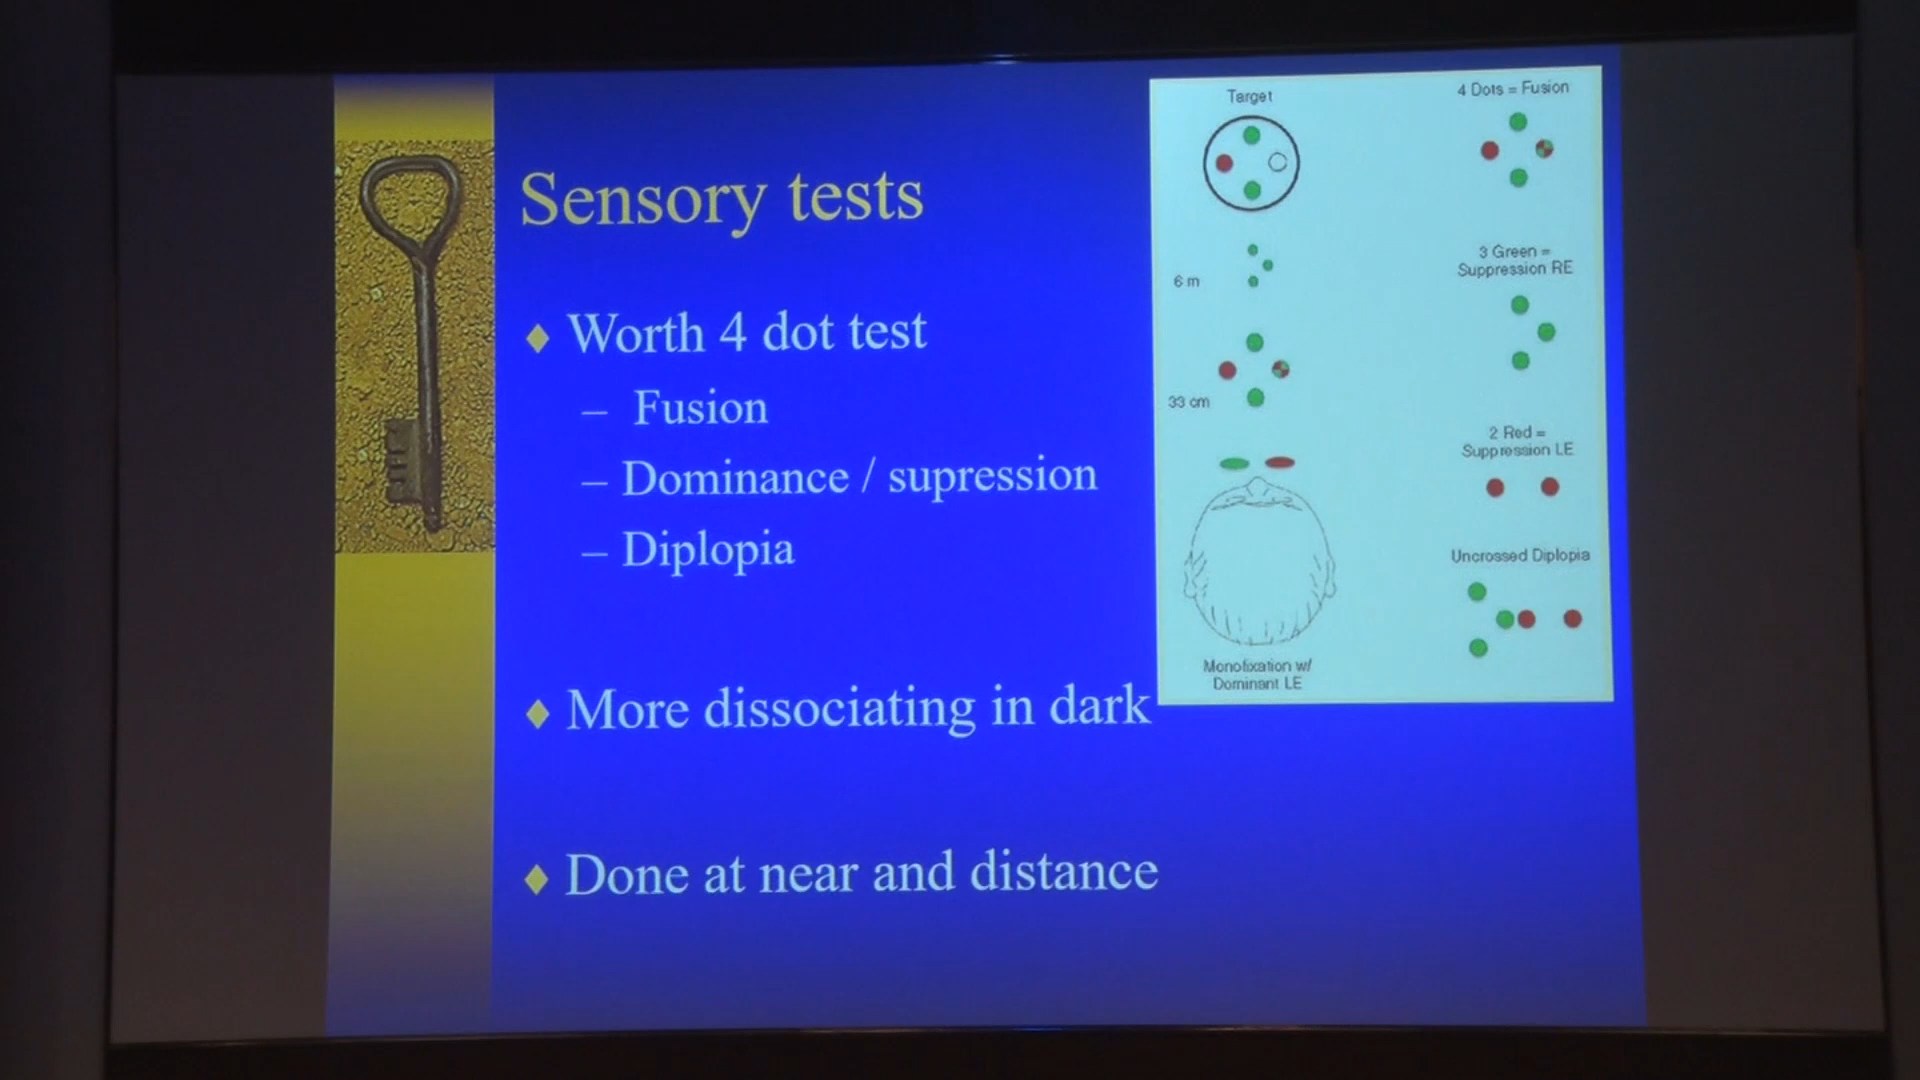 Sensory tests
Worth 4 dot test
– Fusion
– Dominance / supression
– Diplopia
More dissociating in dark
Done at near and distance
Target
6 m
33 cm
Monofixation w/
Dominant LE
4 Dots = Fusion
3 Green =
Suppression RE
2 Red =
Suppression LE
Uncrossed Diplopia